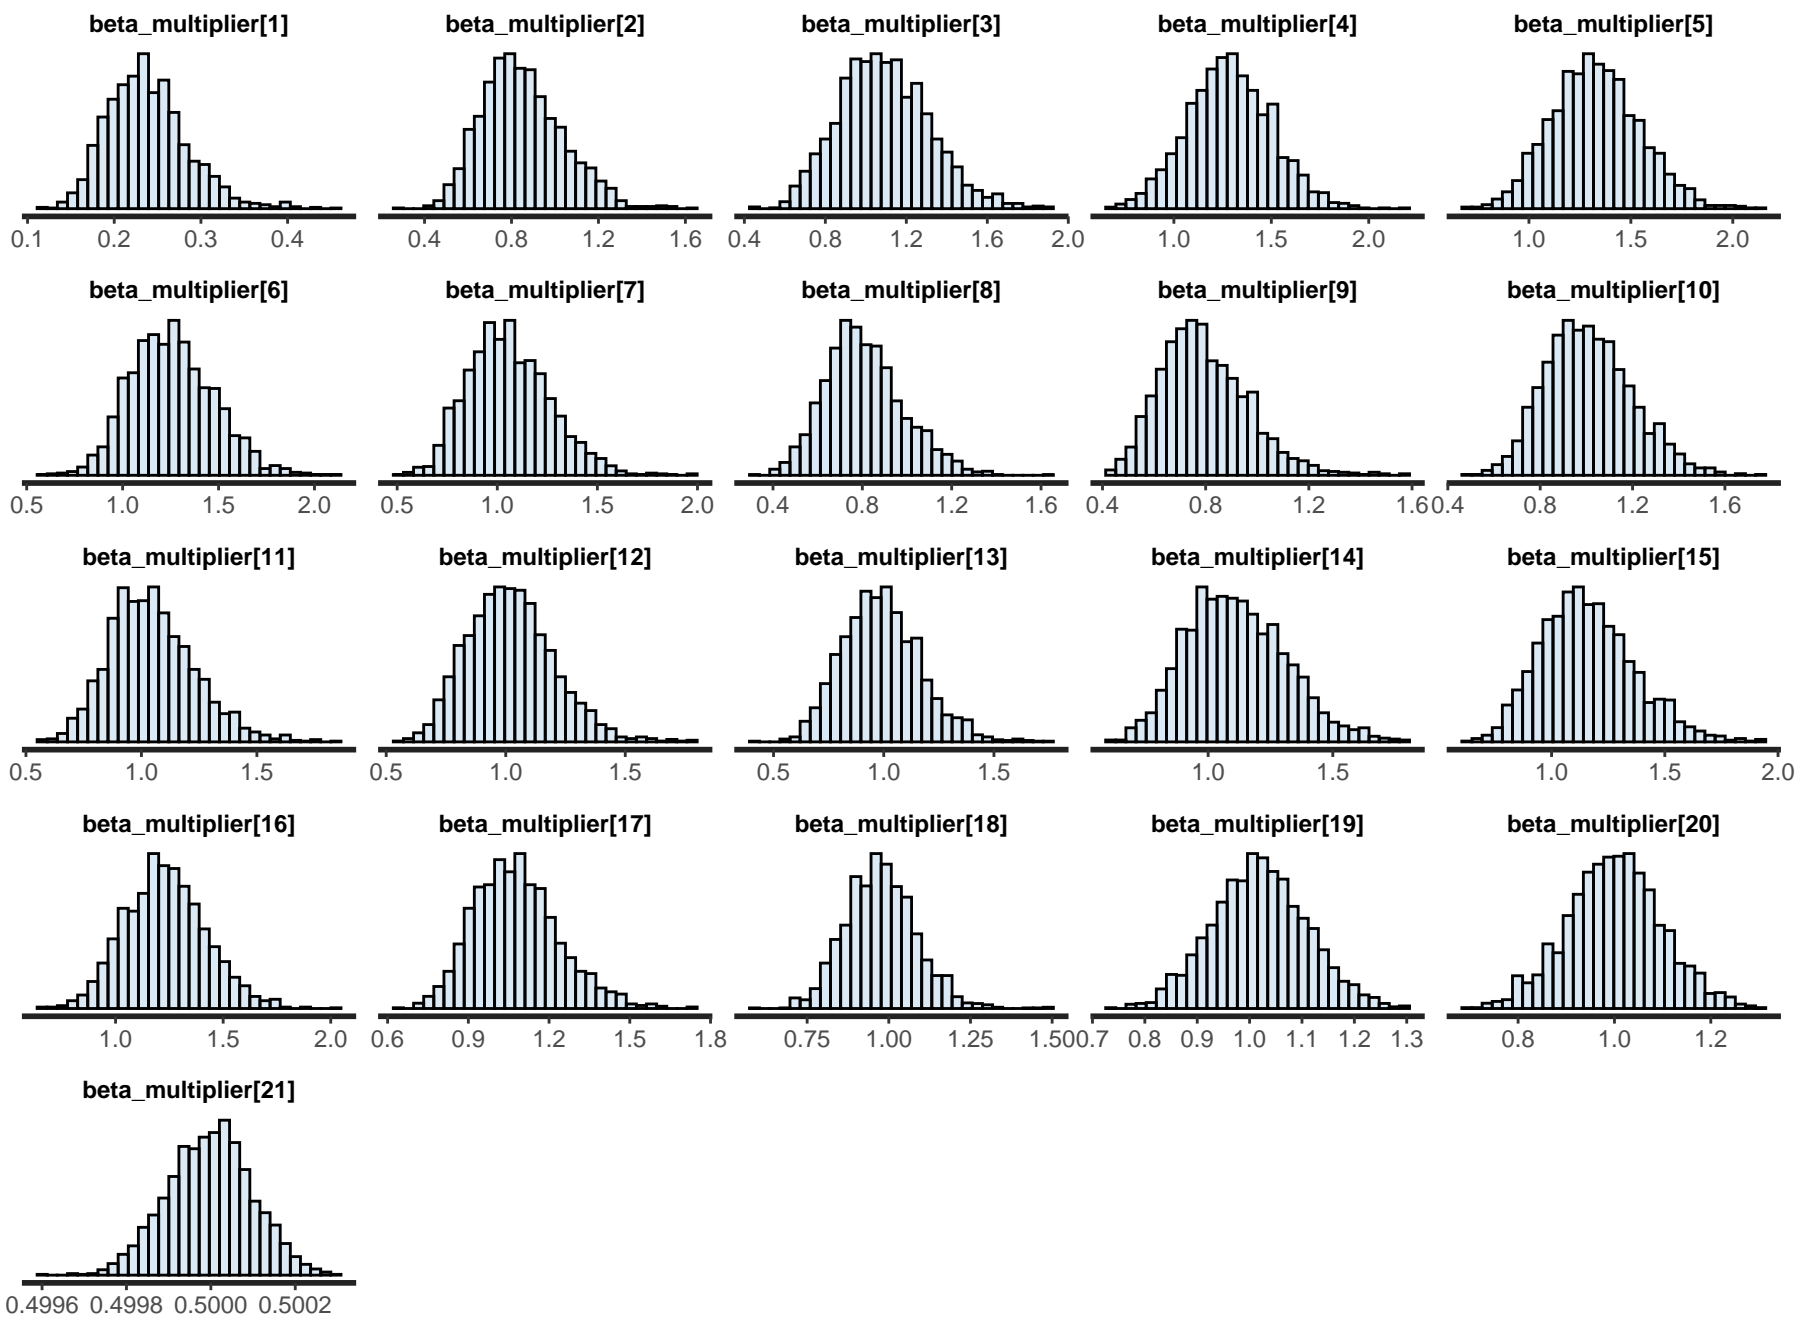 beta_multiplier[1] beta_multiplier[2] beta_multiplier[3] beta_multiplier[4] beta_multiplier[5]
0.1 0.2 0.3 0.4 0.4 0.8 1.2 1.6 0.4 0.8 1.2 1.6 2.0 1.0 1.5 2.0 1.0 1.5 2.0
beta_multiplier[6] beta_multiplier[7] beta_multiplier[8] beta_multiplier[9] beta_multiplier[10]
0.5 1.0 1.5 2.0 0.5 1.0 1.5 2.0 0.4 0.8 1.2 1.6 0.4 0.8 1.2 1.6 0.4 0.8 1.2 1.6
beta_multiplier[11] beta_multiplier[12] beta_multiplier[13] beta_multiplier[14] beta_multiplier[15]
0.5 1.0 1.5 0.5 1.0 1.5 0.5 1.0 1.5 1.0 1.5 1.0 1.5 2.0
beta_multiplier[16] beta_multiplier[17] beta_multiplier[18] beta_multiplier[19] beta_multiplier[20]
1.0 1.5 2.0 0.6 0.9 1.2 1.5 1.8 0.75 1.00 1.25 1.50 0.7 0.8 0.9 1.0 1.1 1.2 1.3 0.8 1.0 1.2
beta_multiplier[21]
0.4996 0.4998 0.5000 0.5002